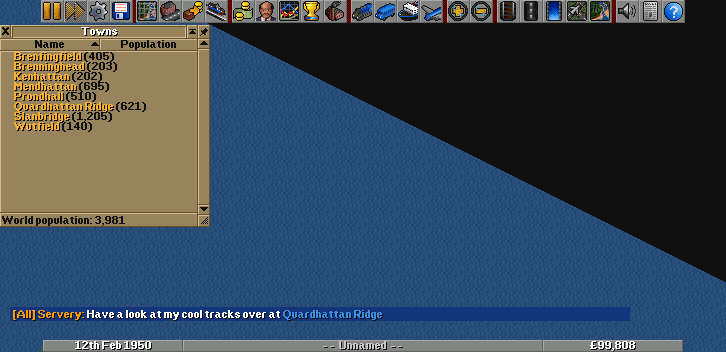 Towns
Name Population
Brenfingfield (405)
Brenninghead (203)
Kenhattan (202)
Mendhattan (695)
Prondhall (510)
Quardhattan Ridge (621)
Slanbridge (1,205)
Wutfield (140)
World population: 3,981
[All] Servery: Have a look at my cool tracks over at Quardhattan Ridge
12th Feb 1950 -- Unnamed -- £99,808